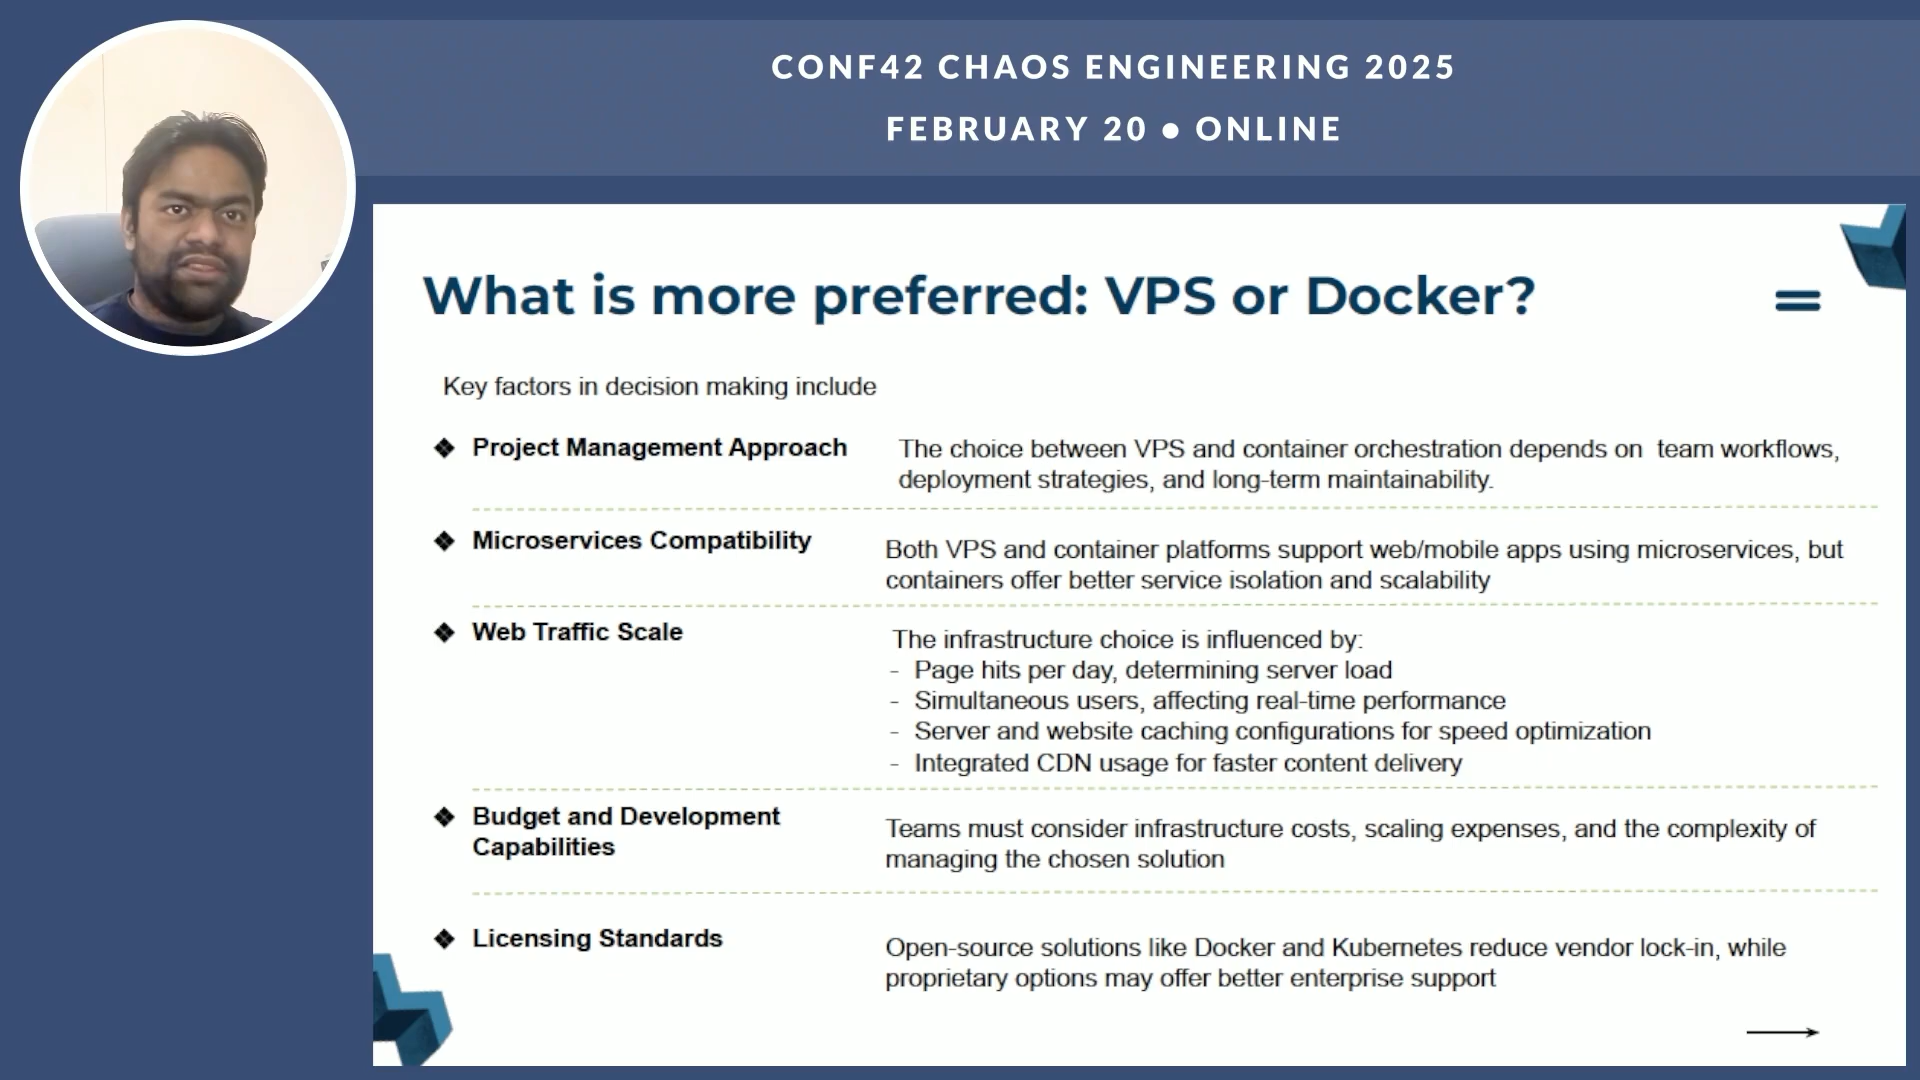 CONF42 CHAOS ENGINEERING 2025
FEBRUARY 20 ● ONLINE
What is more preferred: VPS or Docker?
Key factors in decision making include
❖ Project Management Approach
The choice between VPS and container orchestration depends on team workflows,
deployment strategies, and long-term maintainability.
❖ Microservices Compatibility
Both VPS and container platforms support web/mobile apps using microservices, but
containers offer better service isolation and scalability
❖ Web Traffic Scale
The infrastructure choice is influenced by:
- Page hits per day, determining server load
- Simultaneous users, affecting real-time performance
- Server and website caching configurations for speed optimization
- Integrated CDN usage for faster content delivery
❖ Budget and Development
Capabilities
Teams must consider infrastructure costs, scaling expenses, and the complexity of
managing the chosen solution
❖ Licensing Standards
Open-source solutions like Docker and Kubernetes reduce vendor lock-in, while
proprietary options may offer better enterprise support